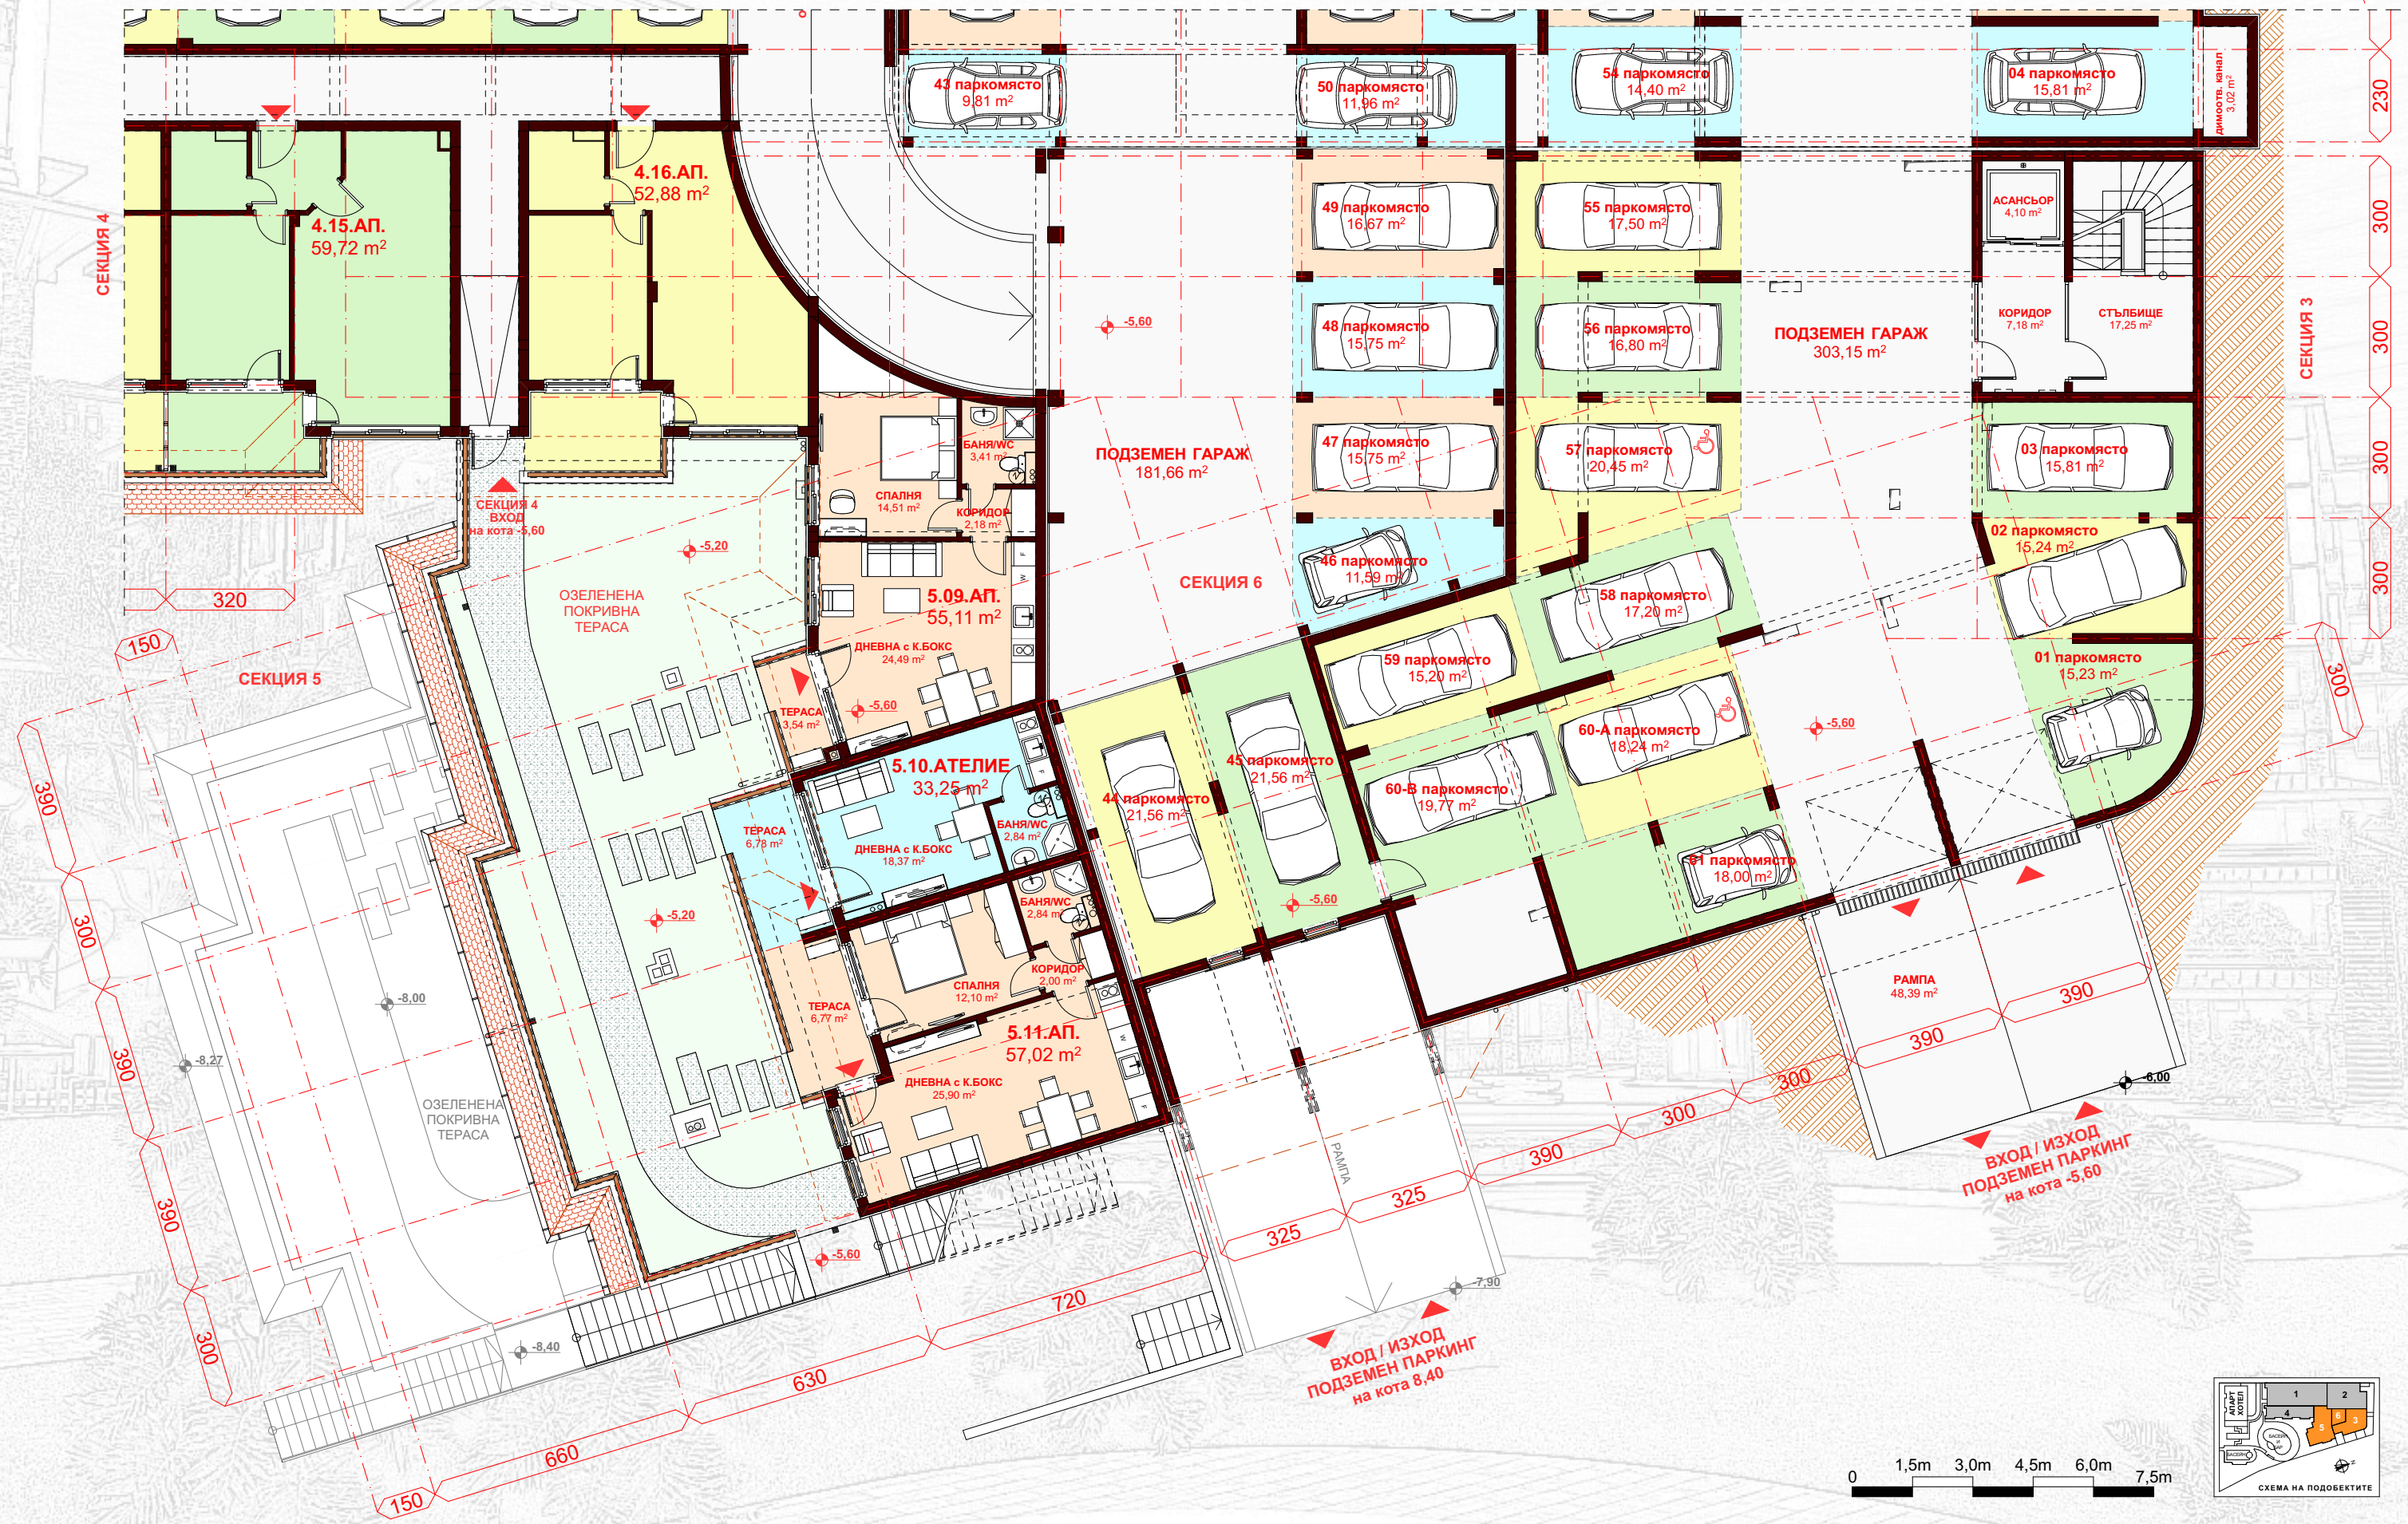 43 паркомясто
9,81 m²
50 паркомясто
11,96 m²
54 паркомясто
14,40 m²
04 паркомясто
15,81 m²
димоотв. канал
3,02 m²
230
СЕКЦИЯ 4
4.15.АП.
59,72 m²
4.16.АП.
52,88 m²
49 паркомясто
16,67 m²
55 паркомясто
17,50 m²
АСАНСЬОР
4,10 m²
300
48 паркомясто
15,75 m²
56 паркомясто
16,80 m²
-5,60
ПОДЗЕМЕН ГАРАЖ
303,15 m²
КОРИДОР
7,18 m²
СТЪЛБИЩЕ
17,25 m²
СЕКЦИЯ 3
300
БАНЯ/WC
3,41 m²
СПАЛНЯ
14,51 m²
КОРИДОР
2,18 m²
ПОДЗЕМЕН ГАРАЖ
181,66 m²
47 паркомясто
15,75 m²
57 паркомясто
20,45 m²
03 паркомясто
15,81 m²
300
СЕКЦИЯ 4
ВХОД
на кота -5,60
-5,20
02 паркомясто
15,24 m²
46 паркомясто
11,59 m²
СЕКЦИЯ 6
300
320
ОЗЕЛЕНЕНА
ПОКРИВНА
ТЕРАСА
F
W
5.09.АП.
55,11 m²
58 паркомясто
17,20 m²
150
СЕКЦИЯ 5
ДНЕВНА с К.БОКС
24,49 m²
59 паркомясто
15,20 m²
01 паркомясто
15,23 m²
300
ТЕРАСА
3,54 m²
-5,60
60-A паркомясто
18,24 m²
-5,60
5.10.АТЕЛИЕ
33,25 m²
F
45 паркомясто
21,56 m²
44 паркомясто
21,56 m²
60-B паркомясто
19,77 m²
390
ТЕРАСА
6,78 m²
БАНЯ/WC
2,84 m²
ДНЕВНА с К.БОКС
18,37 m²
61 паркомясто
18,00 m²
300
-5,20
БАНЯ/WC
2,84 m²
-5,60
СПАЛНЯ
12,10 m²
КОРИДОР
2,00 m²
РАМПА
48,39 m²
-8,00
ТЕРАСА
6,77 m²
390
390
-8,27
390
5.11.АП.
57,02 m²
W
ДНЕВНА с К.БОКС
25,90 m²
F
300
300
-6,00
ОЗЕЛЕНЕНА
ПОКРИВНА
ТЕРАСА
РАМПА
390
ВХОД / ИЗХОД
ПОДЗЕМЕН ПАРКИНГ
на кота -5,60
390
325
325
-5,60
-7,90
720
300
-8,40
ВХОД / ИЗХОД
ПОДЗЕМЕН ПАРКИНГ
на кота 8,40
630
660
150
0
1,5m
3,0m
4,5m
6,0m
7,5m
АПАРТ
ХОТЕЛ
1
2
4
5
6
3
СХЕМА НА ПОДОБЕКТИТЕ